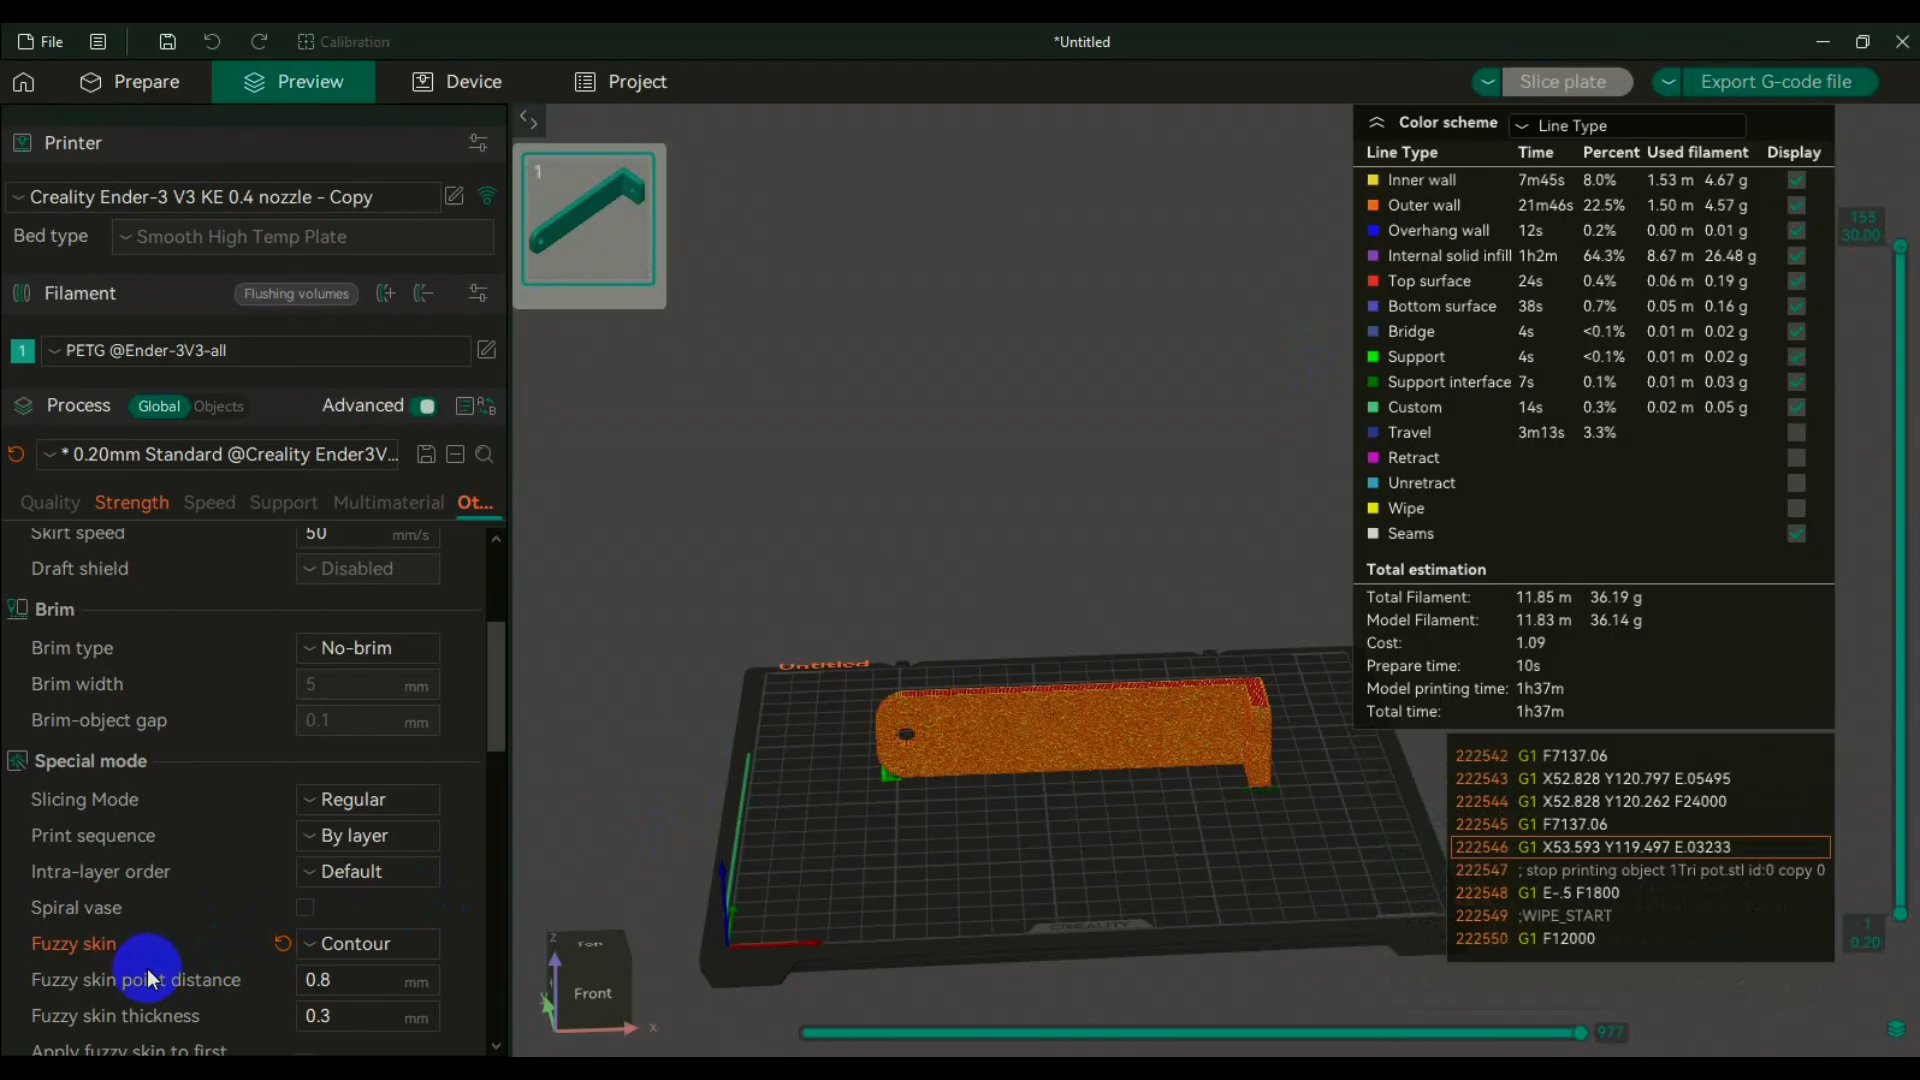 File
Calibration
*Untitled
Prepare
Preview
Device
Project
Slice plate
Export G-code file
Printer
Creality Ender-3 V3 KE 0.4 nozzle - Copy
Bed type
Smooth High Temp Plate
Filament
Flushing volumes
1
PETG @Ender-3V3-all
Process
Global
Objects
Advanced
* 0.20mm Standard @Creality Ender3V...
Quality
Strength
Speed
Support
Multimaterial
Ot...
Skirt speed 50 mm/s
Draft shield Disabled
Brim
Brim type No-brim
Brim width 5 mm
Brim-object gap 0.1 mm
Special mode
Slicing Mode Regular
Print sequence By layer
Intra-layer order Default
Spiral vase
Fuzzy skin Contour
Fuzzy skin point distance 0.8 mm
Fuzzy skin thickness 0.3 mm
Apply fuzzy skin to first
1
Untitled
CREALITY
Top
Front
Z
Y
X
Color scheme Line Type
Line Type Time Percent Used filament Display
Inner wall 7m45s 8.0% 1.53 m 4.67 g
Outer wall 21m46s 22.5% 1.50 m 4.57 g
Overhang wall 12s 0.2% 0.00 m 0.01 g
Internal solid infill 1h2m 64.3% 8.67 m 26.48 g
Top surface 24s 0.4% 0.06 m 0.19 g
Bottom surface 38s 0.7% 0.05 m 0.16 g
Bridge 4s <0.1% 0.01 m 0.02 g
Support 4s <0.1% 0.01 m 0.02 g
Support interface 7s 0.1% 0.01 m 0.03 g
Custom 14s 0.3% 0.02 m 0.05 g
Travel 3m13s 3.3%
Retract
Unretract
Wipe
Seams
Total estimation
Total Filament: 11.85 m 36.19 g
Model Filament: 11.83 m 36.14 g
Cost: 1.09
Prepare time: 10s
Model printing time: 1h37m
Total time: 1h37m
222542 G1 F7137.06
222543 G1 X52.828 Y120.797 E.05495
222544 G1 X52.828 Y120.262 F24000
222545 G1 F7137.06
222546 G1 X53.593 Y119.497 E.03233
222547 ; stop printing object 1Tri pot.stl id:0 copy 0
222548 G1 E-.5 F1800
222549 ;WIPE_START
222550 G1 F12000
155
30.00
1
0.20
977